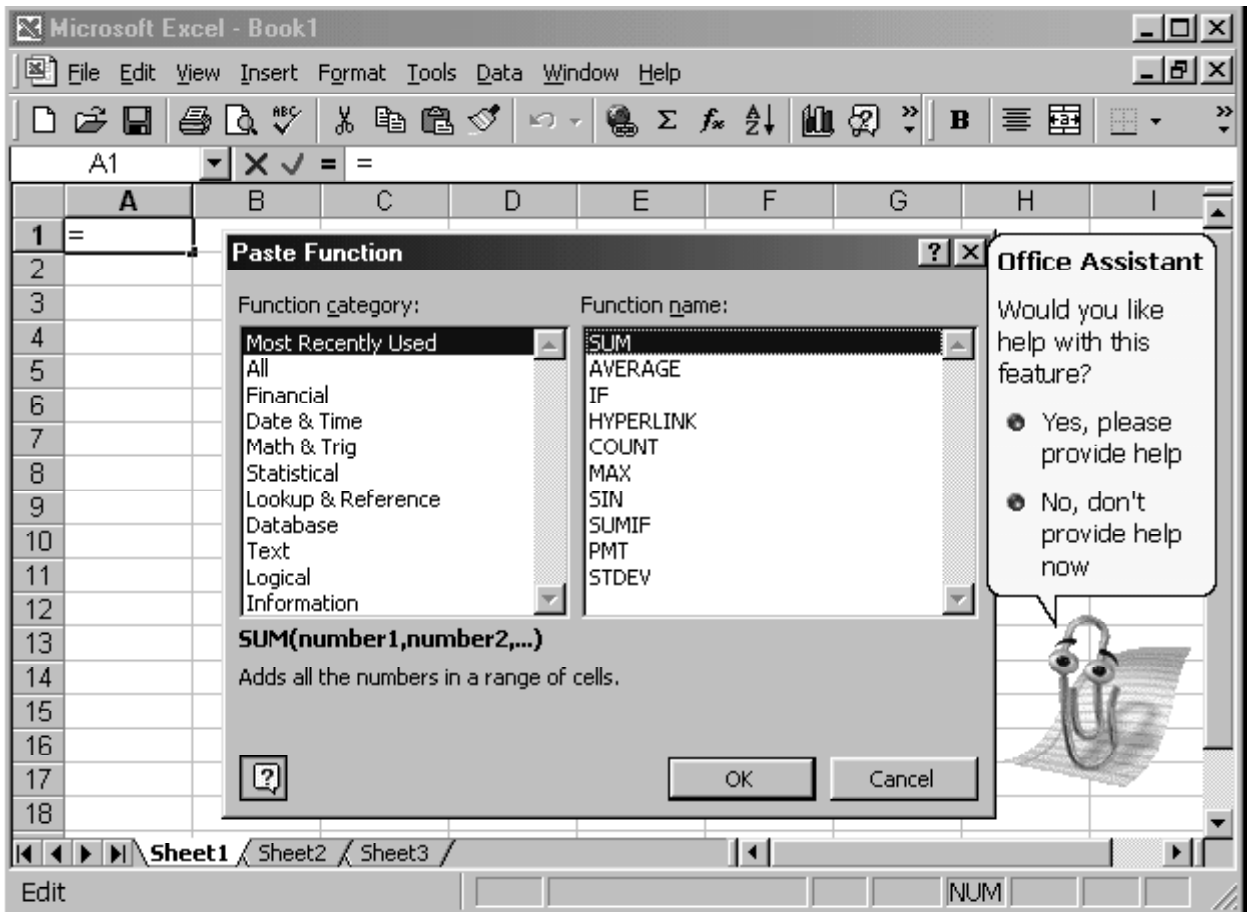 Microsoft Excel - Book1
File Edit View Insert Format Tools Data Window Help
ABC Σ fx A Z ? » B a »
A1 = =
A B C D E F G H I
1 =
2
3
4
5
6
7
8
9
10
11
12
13
14
15
16
17
18
Paste Function ?
Function category: Function name:
Most Recently Used
All
Financial
Date & Time
Math & Trig
Statistical
Lookup & Reference
Database
Text
Logical
Information
SUM
AVERAGE
IF
HYPERLINK
COUNT
MAX
SIN
SUMIF
PMT
STDEV
SUM(number1,number2,...)
Adds all the numbers in a range of cells.
?
OK Cancel
Office Assistant
Would you like
help with this
feature?
Yes, please
provide help
No, don't
provide help
now
Sheet1 Sheet2 Sheet3
Edit NUM